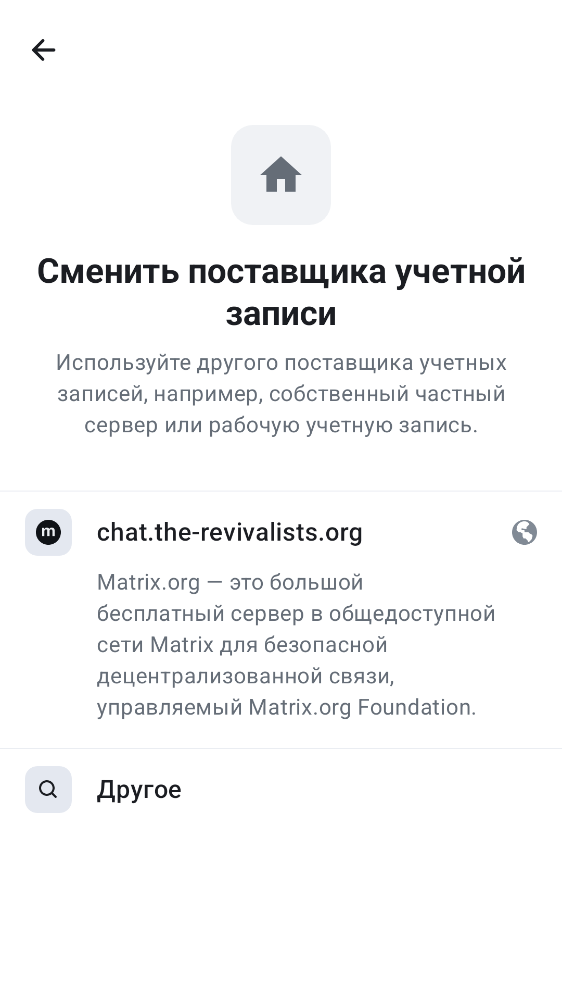 Сменить поставщика учетной
записи
Используйте другого поставщика учетных
записей, например, собственный частный
сервер или рабочую учетную запись.
m
chat.the-revivalists.org
Matrix.org — это большой
бесплатный сервер в общедоступной
сети Matrix для безопасной
децентрализованной связи,
управляемый Matrix.org Foundation.
Другое